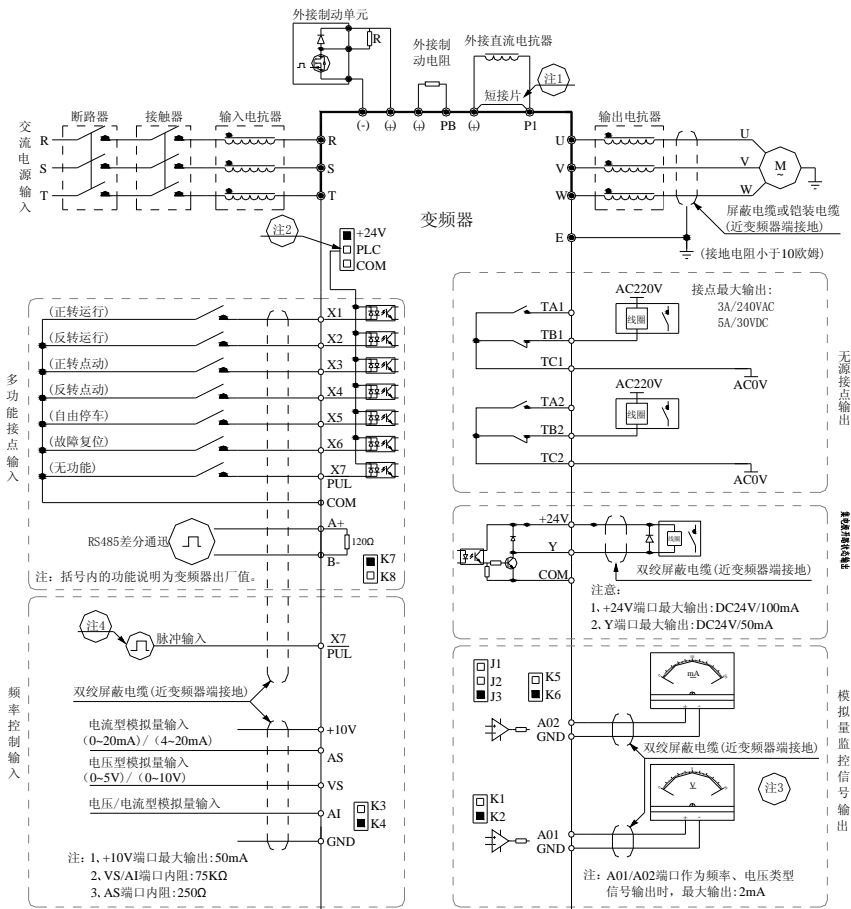 外接制动单元
R
外接制
动电阻
外接直流电抗器
短接片
注1
(-)
(+)
(+)
PB
(+)
P1
交流电源输入
断路器
接触器
输入电抗器
R
R
S
S
T
T
输出电抗器
U
U
V
V
W
W
M
~
屏蔽电缆或铠装电缆
(近变频器端接地)
E
(接地电阻小于10欧姆)
变频器
注2
+24V
PLC
COM
多功能接点输入
(正转运行)
X1
(反转运行)
X2
(正转点动)
X3
(反转点动)
X4
(自由停车)
X5
(故障复位)
X6
(无功能)
X7
PUL
COM
RS485差分通迅
A+
120Ω
B-
K7
K8
注：括号内的功能说明为变频器出厂值。
频率控制输入
注4
脉冲输入
X7
PUL
双绞屏蔽电缆(近变频器端接地)
电流型模拟量输入
(0~20mA)/(4~20mA)
+10V
AS
电压型模拟量输入
(0~5V)/(0~10V)
VS
电压/电流型模拟量输入
AI
K3
K4
GND
注：1、+10V端口最大输出:50mA
2、VS/AI端口内阻:75KΩ
3、AS端口内阻:250Ω
无源接点输出
AC220V
接点最大输出:
3A/240VAC
5A/30VDC
TA1
TB1
线圈
TC1
AC0V
AC220V
TA2
TB2
线圈
TC2
AC0V
集电极开路状态输出
+24V
Y
线圈
COM
双绞屏蔽电缆(近变频器端接地)
注意:
1、+24V端口最大输出:DC24V/100mA
2、Y端口最大输出:DC24V/50mA
模拟量监控信号输出
J1
J2
J3
K5
K6
mA
A02
GND
双绞屏蔽电缆(近变频器端接地)
V
注3
K1
K2
A01
GND
注：A01/A02端口作为频率、电压类型
信号输出时，最大输出:2mA